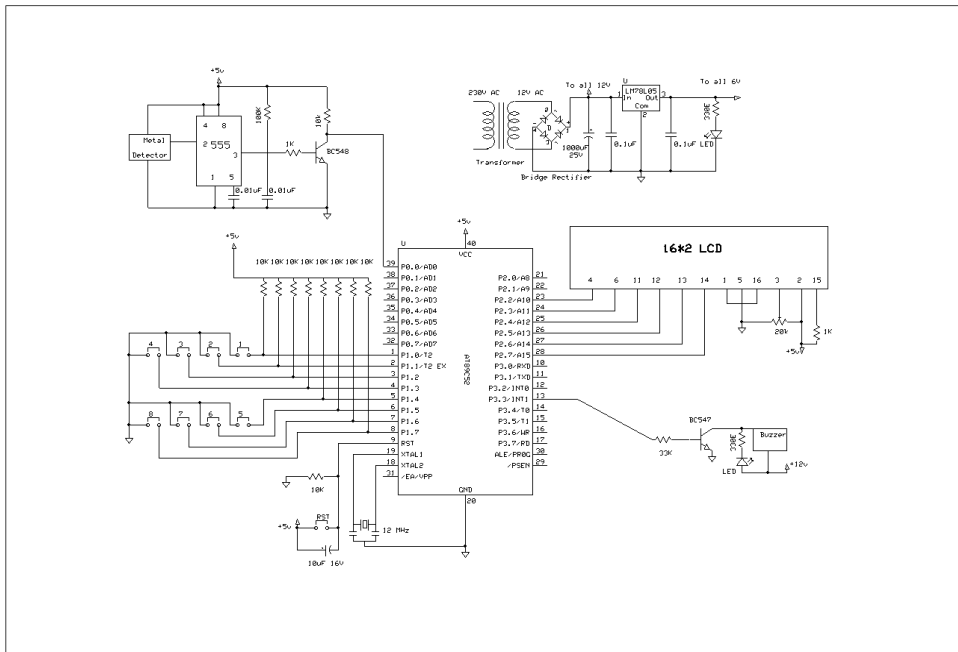 +5v
230V AC 12V AC
To all 12V
U
LM78L05
In Out
Com
1 3
2
To all 6V
4 8
555
2
3
1 5
Metal
Detector
100K
10k
1K
BC548
0.01uF 0.01uF
Transformer
Bridge Rectifier
D
1000uF
25V
0.1uF
0.1uF
LED
+5v
10K 10K 10K 10K 10K 10K 10K 10K
+5v
U
40
VCC
AT89C52
39 P0.0/AD0
38 P0.1/AD1
37 P0.2/AD2
36 P0.3/AD3
35 P0.4/AD4
34 P0.5/AD5
33 P0.6/AD6
32 P0.7/AD7
1 P1.0/T2
2 P1.1/T2 EX
3 P1.2
4 P1.3
5 P1.4
6 P1.5
7 P1.6
8 P1.7
9 RST
19 XTAL1
18 XTAL2
31 /EA/VPP
P2.0/A8 21
P2.1/A9 22
P2.2/A10 23
P2.3/A11 24
P2.4/A12 25
P2.5/A13 26
P2.6/A14 27
P2.7/A15 28
P3.0/RXD 10
P3.1/TXD 11
P3.2/INT0 12
P3.3/INT1 13
P3.4/T0 14
P3.5/T1 15
P3.6/WR 16
P3.7/RD 17
ALE/PROG 30
/PSEN 29
GND
20
16*2 LCD
4 6 11 12 13 14 1 5 16 3 2 15
20k
1K
+5v
4 3 2 1
8 7 6 5
10K
+5v
RST
10uF 16V
12 MHz
33K
BC547
LED
Buzzer
+12v